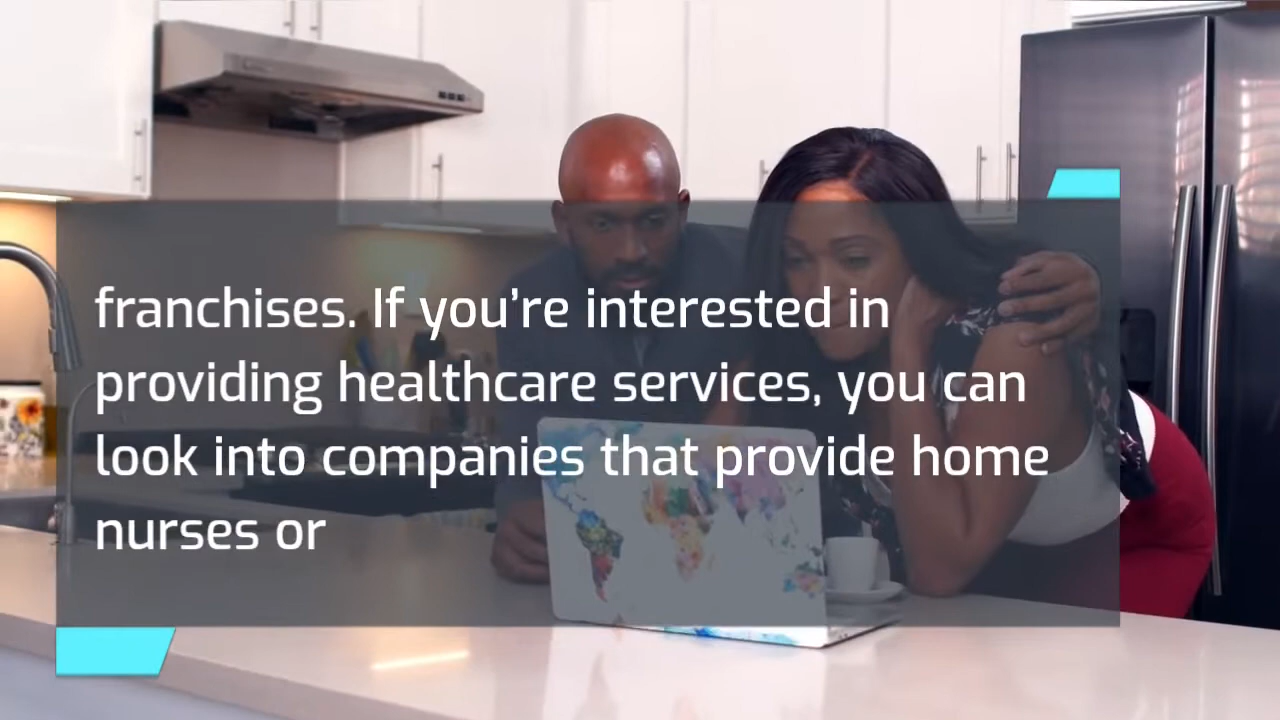 franchises. If you’re interested in
providing healthcare services, you can
look into companies that provide home
nurses or